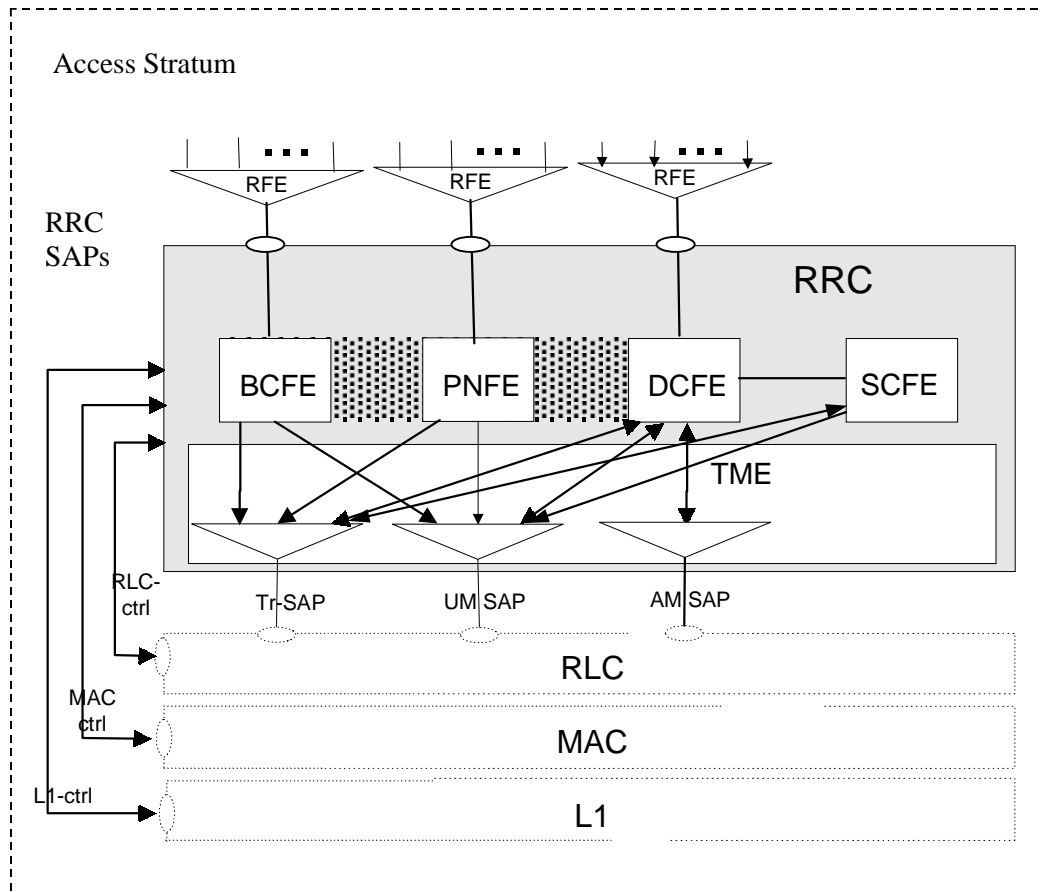 Access Stratum
RFE
RFE
RFE
RRC
SAPs
RRC
BCFE
PNFE
DCFE
SCFE
TME
RLC-
ctrl
Tr-SAP
UM SAP
AM SAP
RLC
MAC
ctrl
MAC
L1-ctrl
L1